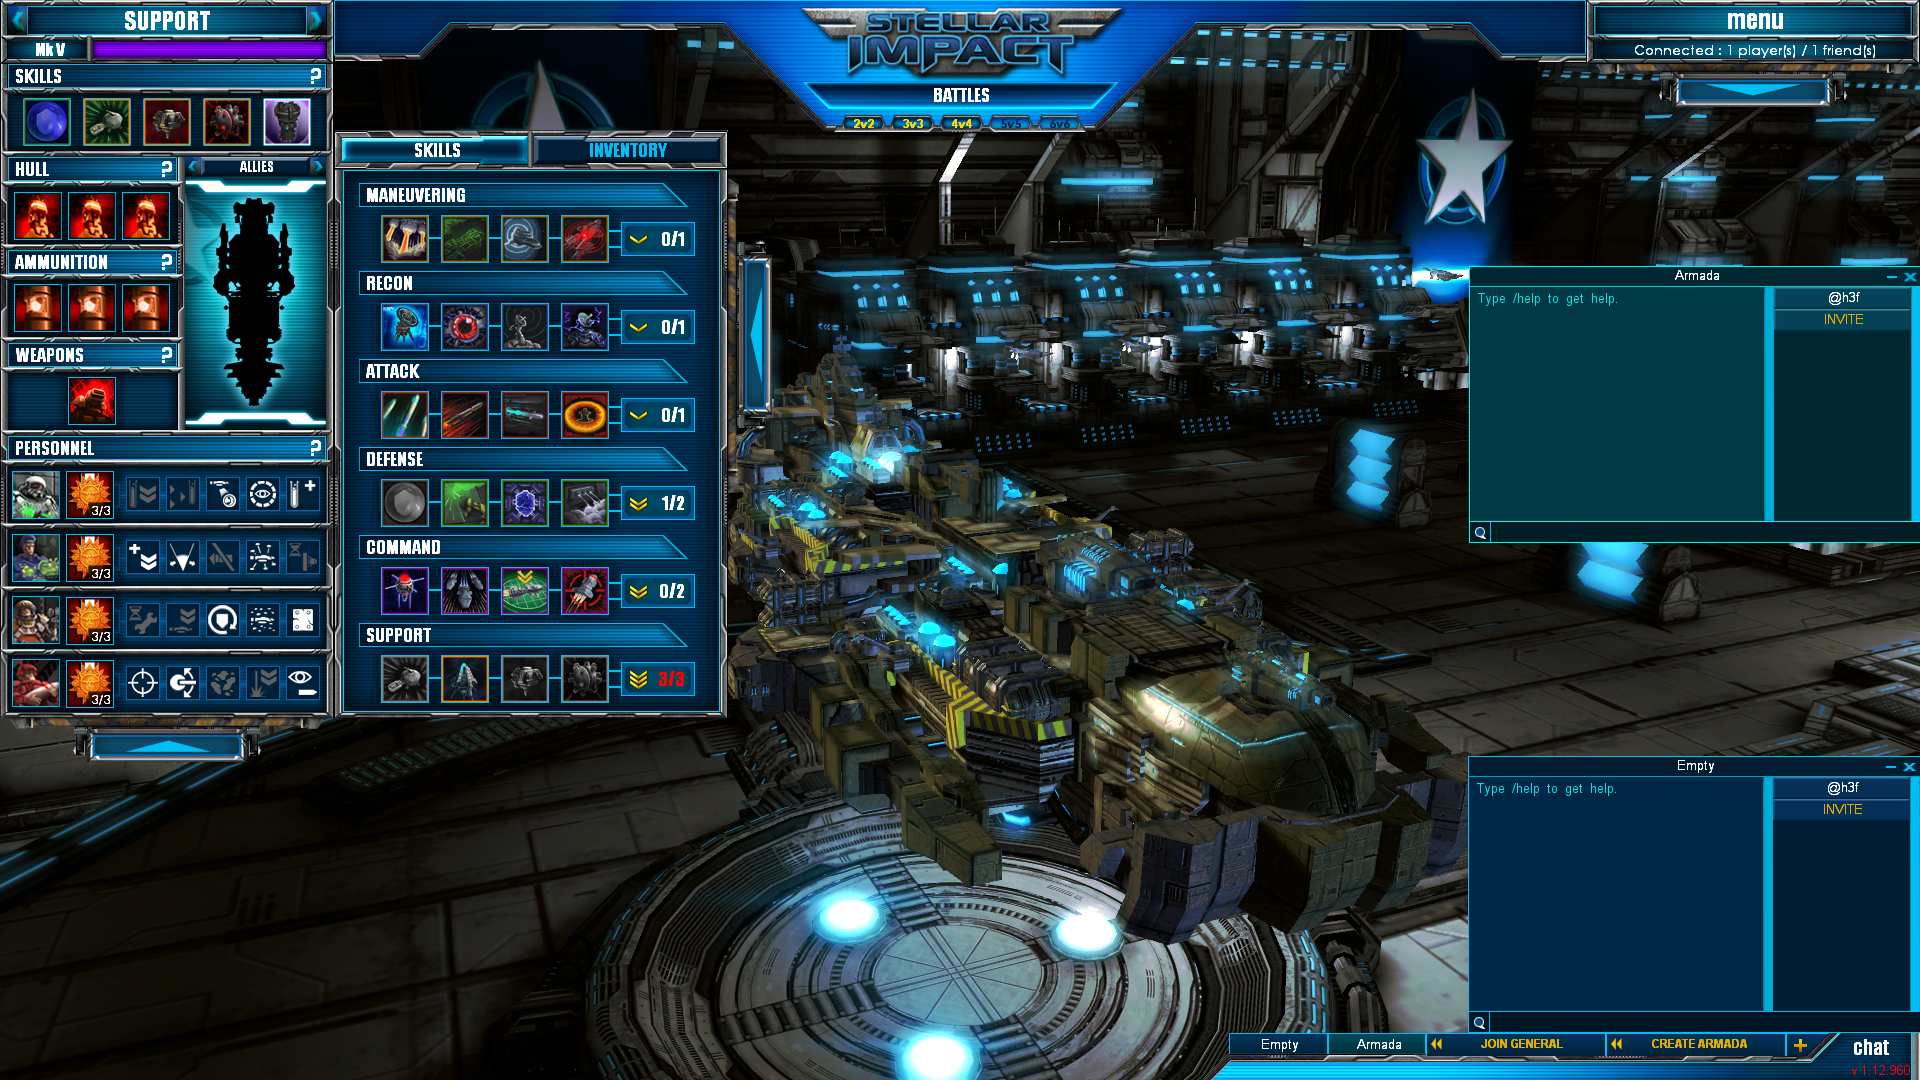 SUPPORT
Mk V
SKILLS ?
HULL ?
ALLIES
AMMUNITION ?
WEAPONS ?
PERSONNEL ?
3/3
3/3
3/3
3/3
SKILLS INVENTORY
MANEUVERING
0/1
RECON
0/1
ATTACK
0/1
DEFENSE
1/2
COMMAND
0/2
SUPPORT
3/3
STELLAR
IMPACT
BATTLES
2v2 3v3 4v4 5v5 6v6
menu
Connected : 1 player(s) / 1 friend(s)
Armada
Type /help to get help.
@h3f
INVITE
Empty
Type /help to get help.
@h3f
INVITE
Empty Armada JOIN GENERAL CREATE ARMADA + chat
v 1.12.960